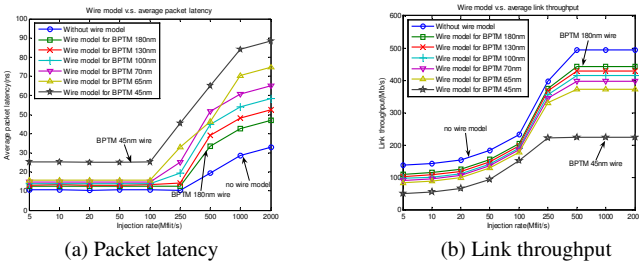 (a)
Wire model v.s. average packet latency
Average packet latency(ns)
100
90
80
70
60
50
40
30
20
10
0
Without wire model
Wire model for BPTM 180nm
Wire model for BPTM 130nm
Wire model for BPTM 100nm
Wire model for BPTM 70nm
Wire model for BPTM 65nm
Wire model for BPTM 45nm
BPTM 45nm wire
BPTM 180nm wire
no wire model
5 10 20 50 100 250 500 1000 2000
Injection rate(Mflit/s)
(a) Packet latency
(b)
Wire model v.s. average link throughput
Link throughput(Mb/s)
600
500
400
300
200
100
0
Without wire model
Wire model for BPTM 180nm
Wire model for BPTM 130nm
Wire model for BPTM 100nm
Wire model for BPTM 70nm
Wire model for BPTM 65nm
Wire model for BPTM 45nm
BPTM 180nm wire
no wire model
BPTM 45nm wire
5 10 20 50 100 250 500 1000 2000
Injection rate(Mflit/s)
(b) Link throughput